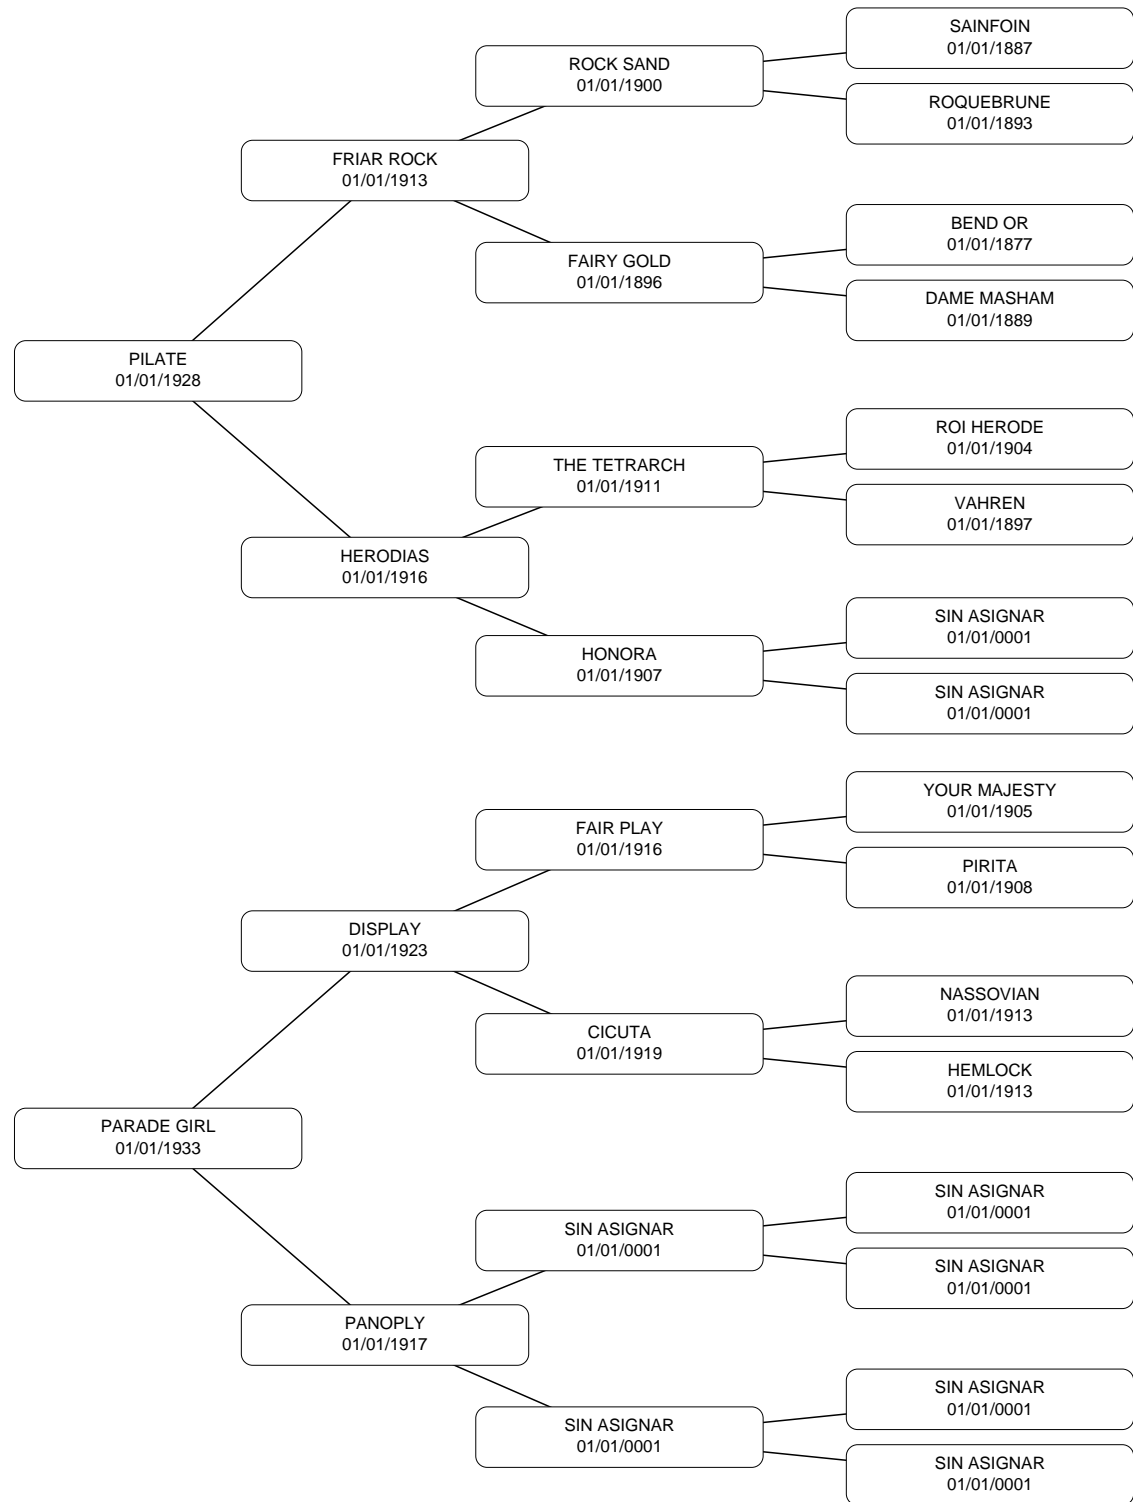 SAINFOIN
01/01/1887
ROCK SAND
01/01/1900
ROQUEBRUNE
01/01/1893
FRIAR ROCK
01/01/1913
BEND OR
01/01/1877
FAIRY GOLD
01/01/1896
DAME MASHAM
01/01/1889
PILATE
01/01/1928
ROI HERODE
01/01/1904
THE TETRARCH
01/01/1911
VAHREN
01/01/1897
HERODIAS
01/01/1916
SIN ASIGNAR
01/01/0001
HONORA
01/01/1907
SIN ASIGNAR
01/01/0001
YOUR MAJESTY
01/01/1905
FAIR PLAY
01/01/1916
PIRITA
01/01/1908
DISPLAY
01/01/1923
NASSOVIAN
01/01/1913
CICUTA
01/01/1919
HEMLOCK
01/01/1913
PARADE GIRL
01/01/1933
SIN ASIGNAR
01/01/0001
SIN ASIGNAR
01/01/0001
SIN ASIGNAR
01/01/0001
PANOPLY
01/01/1917
SIN ASIGNAR
01/01/0001
SIN ASIGNAR
01/01/0001
SIN ASIGNAR
01/01/0001